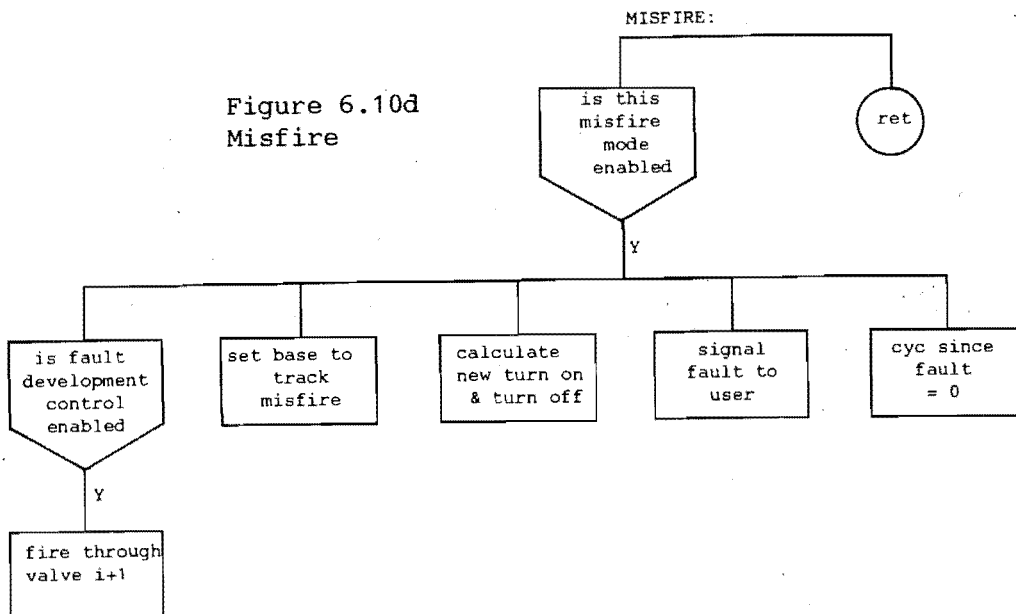 MISFIRE:
Figure 6.10d
Misfire
is this
misfire
mode
enabled
ret
Y
is fault
development
control
enabled
set base to
track
misfire
calculate
new turn on
& turn off
signal
fault to
user
cyc since
fault
= 0
Y
fire through
valve i+1